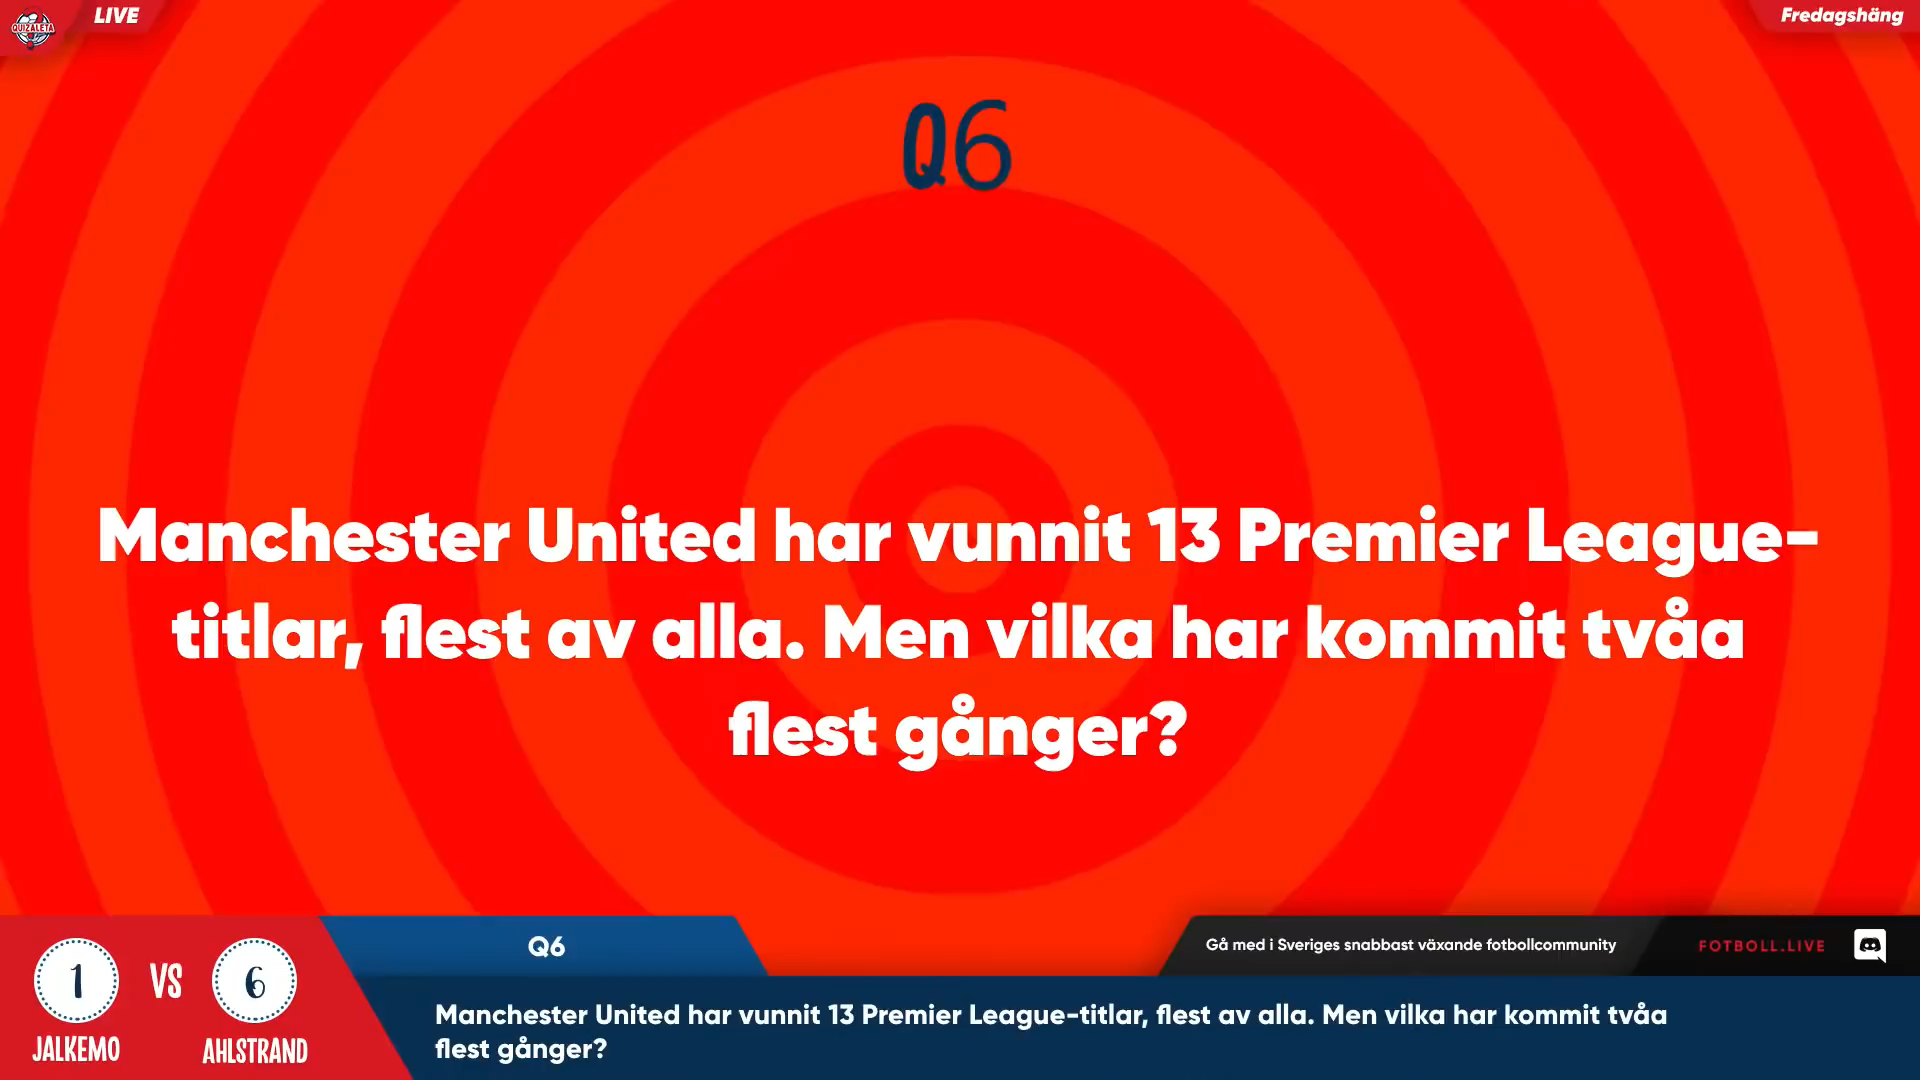 QUIZALETA
LIVE
Fredagshäng
Q6
Manchester United har vunnit 13 Premier League-
titlar, flest av alla. Men vilka har kommit tvåa
flest gånger?
Q6
Gå med i Sveriges snabbast växande fotbollcommunity
FOTBOLL.LIVE
1
VS
6
JALKEMO
AHLSTRAND
Manchester United har vunnit 13 Premier League-titlar, flest av alla. Men vilka har kommit tvåa
flest gånger?